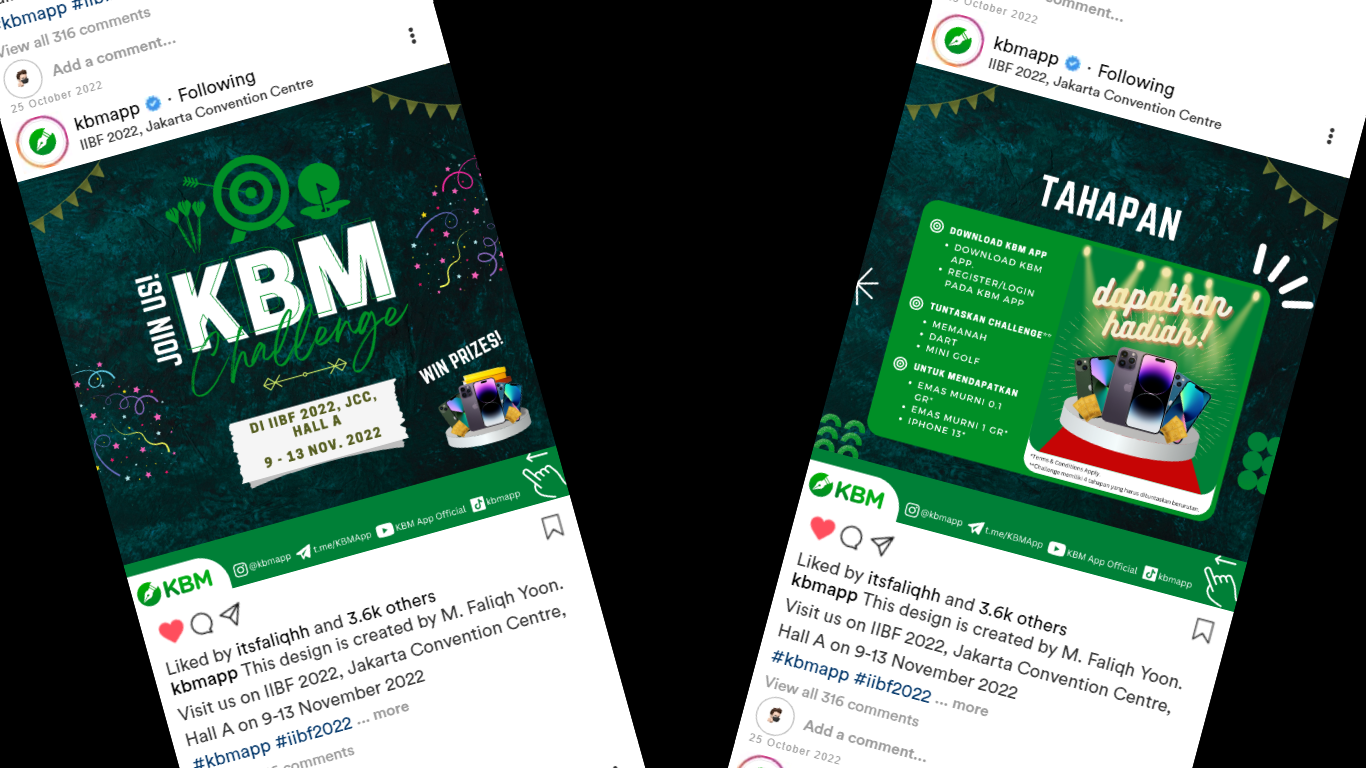 #kbmapp
View all 316 comments
Add a comment...
25 October 2022
kbmapp · Following
IIBF 2022, Jakarta Convention Centre
JOIN US!
KBM
Challenge
WIN PRIZES!
DI IIBF 2022, JCC,
HALL A
9 - 13 NOV. 2022
KBM
@kbmapp
t.me/KBMApp
KBM App Official
kbmapp
Liked by itsfaliqhh and 3.6k others
kbmapp This design is created by M. Faliqh Yoon.
Visit us on IIBF 2022, Jakarta Convention Centre,
Hall A on 9-13 November 2022
#kbmapp #iibf2022 ... more
comments
comment...
October 2022
kbmapp · Following
IIBF 2022, Jakarta Convention Centre
TAHAPAN
DOWNLOAD KBM APP
• DOWNLOAD KBM
APP.
• REGISTER/LOGIN
PADA KBM APP
TUNTASKAN CHALLENGE**
• MEMANAH
• DART
• MINI GOLF
UNTUK MENDAPATKAN
• EMAS MURNI 0.1
GR*
• EMAS MURNI 1 GR*
• IPHONE 13*
dapatkan
hadiah!
*Terms & Conditions Apply.
**Challenge memiliki 4 tahapan yang harus dituntaskan berurutan.
KBM
@kbmapp
t.me/KBMApp
KBM App Official
kbmapp
Liked by itsfaliqhh and 3.6k others
kbmapp This design is created by M. Faliqh Yoon.
Visit us on IIBF 2022, Jakarta Convention Centre,
Hall A on 9-13 November 2022
#kbmapp #iibf2022 ... more
View all 316 comments
Add a comment...
25 October 2022